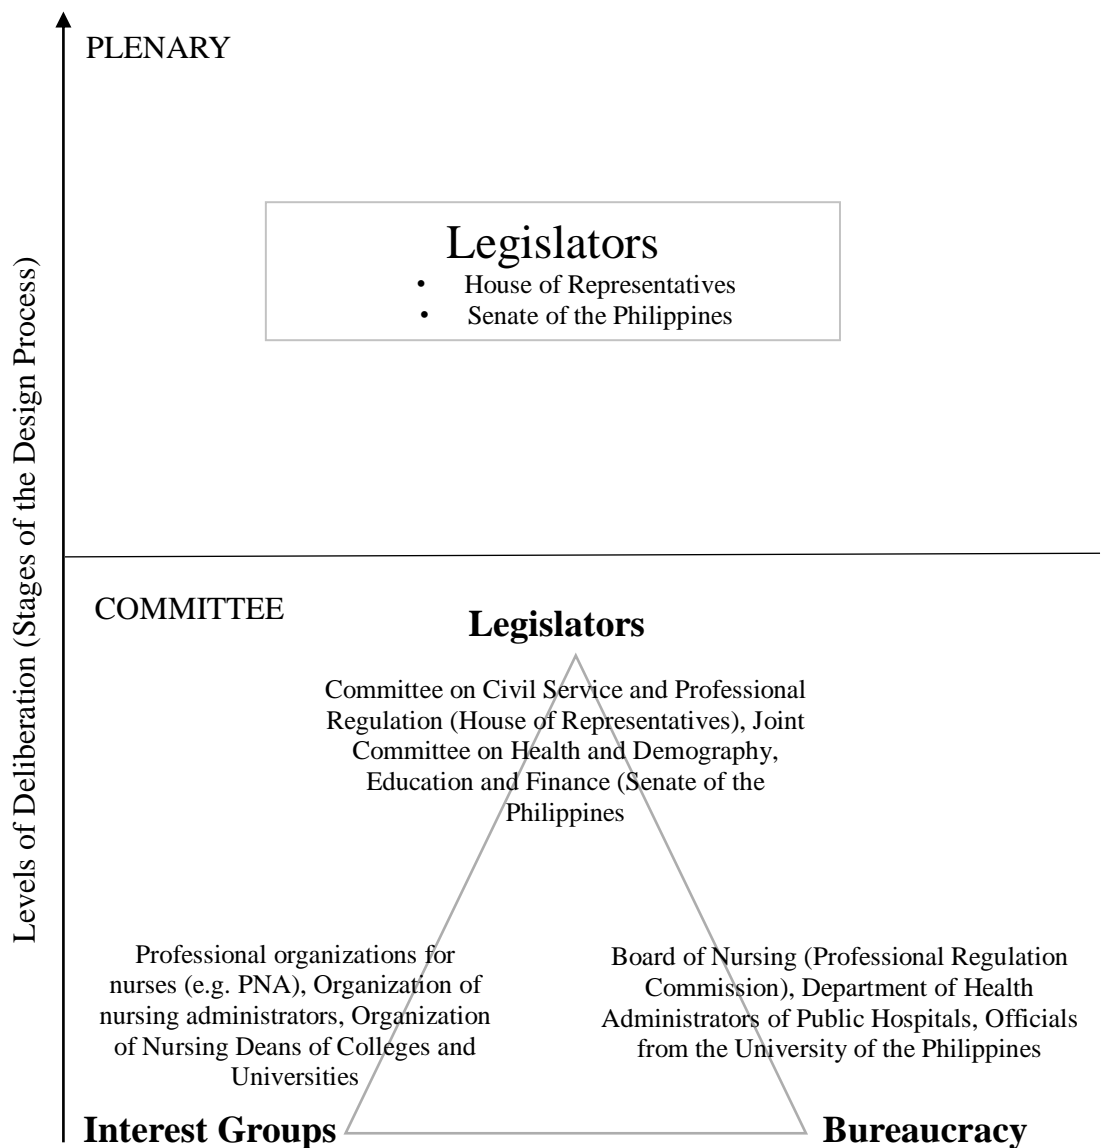 PLENARY
Legislators
• House of Representatives
• Senate of the Philippines
Levels of Deliberation (Stages of the Design Process)
COMMITTEE
Legislators
Committee on Civil Service and Professional
Regulation (House of Representatives), Joint
Committee on Health and Demography,
Education and Finance (Senate of the
Philippines
Professional organizations for
nurses (e.g. PNA), Organization of
nursing administrators, Organization
of Nursing Deans of Colleges and
Universities
Board of Nursing (Professional Regulation
Commission), Department of Health
Administrators of Public Hospitals, Officials
from the University of the Philippines
Interest Groups
Bureaucracy